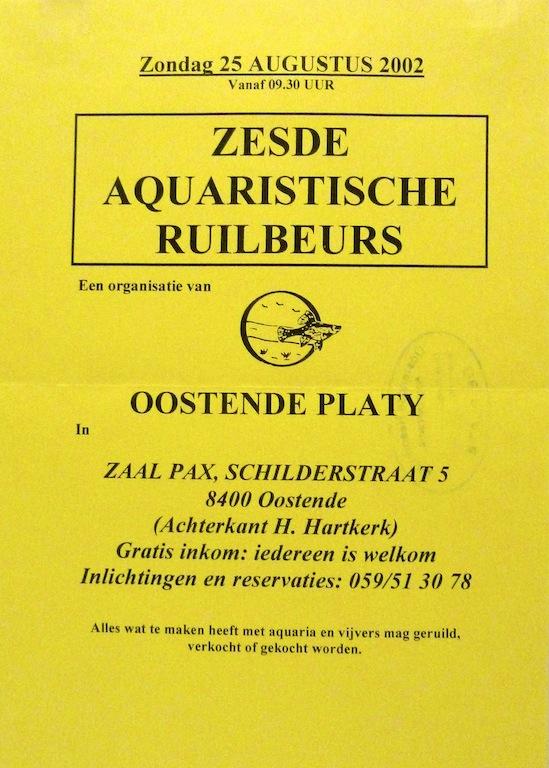 Zondag 25 AUGUSTUS 2002
Vanaf 09.30 UUR
ZESDE
AQUARISTISCHE
RUILBEURS
Een organisatie van
OOSTENDE PLATY
In
ZAAL PAX, SCHILDERSTRAAT 5
8400 Oostende
(Achterkant H. Hartkerk)
Gratis inkom: iedereen is welkom
Inlichtingen en reservaties: 059/51 30 78
Alles wat te maken heeft met aquaria en vijvers mag geruild,
verkocht of gekocht worden.